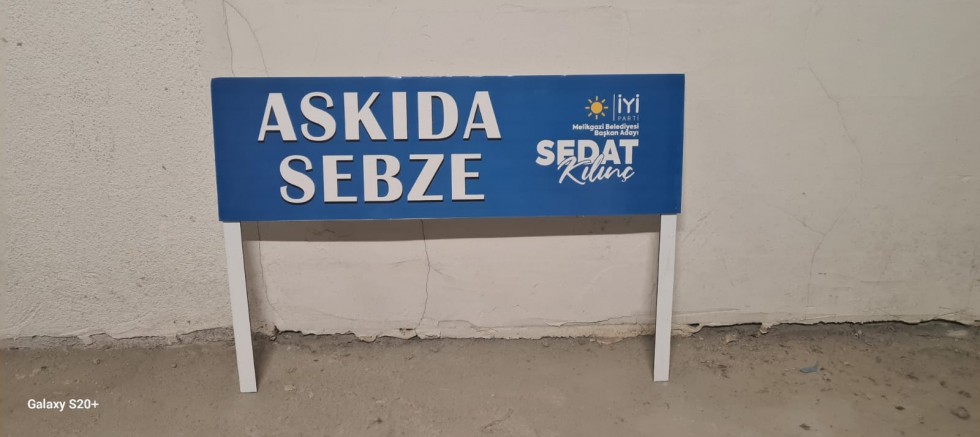 ASKIDA
SEBZE
İYİ
PARTİ
Melikgazi Belediyesi
Başkan Adayı
SEDAT
Kılınç
Galaxy S20+